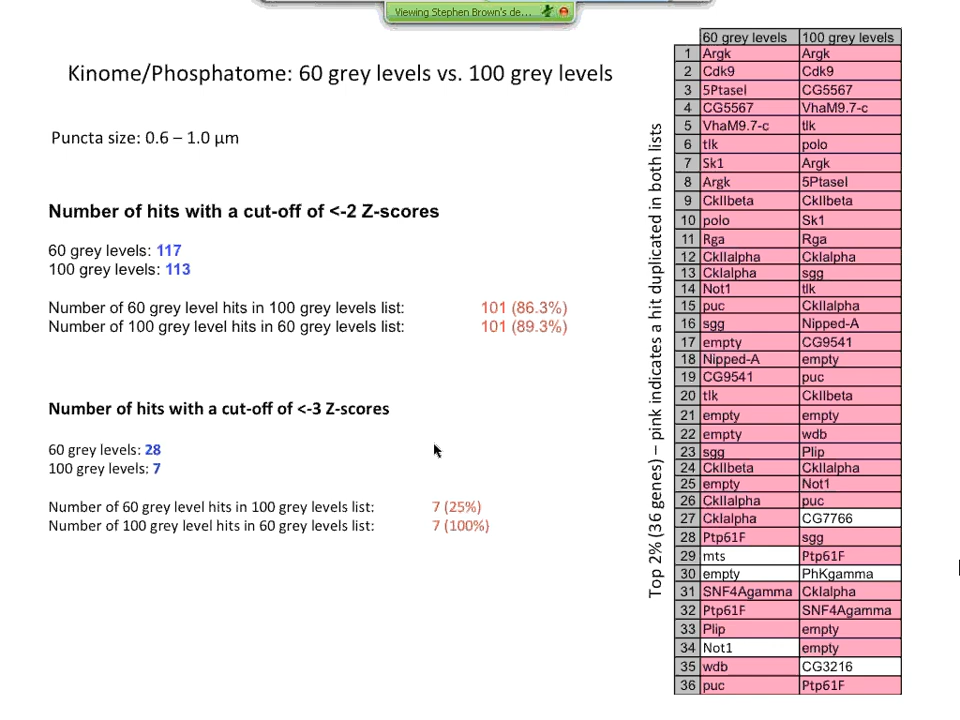 Viewing Stephen Brown's de...
Kinome/Phosphatome: 60 grey levels vs. 100 grey levels
Puncta size: 0.6 – 1.0 µm
Number of hits with a cut-off of <-2 Z-scores
60 grey levels: 117
100 grey levels: 113
Number of 60 grey level hits in 100 grey levels list: 101 (86.3%)
Number of 100 grey level hits in 60 grey levels list: 101 (89.3%)
Number of hits with a cut-off of <-3 Z-scores
60 grey levels: 28
100 grey levels: 7
Number of 60 grey level hits in 100 grey levels list: 7 (25%)
Number of 100 grey level hits in 60 grey levels list: 7 (100%)
Top 2% (36 genes) – pink indicates a hit duplicated in both lists
60 grey levels 100 grey levels
1 Argk Argk
2 Cdk9 Cdk9
3 5PtaseI CG5567
4 CG5567 VhaM9.7-c
5 VhaM9.7-c tlk
6 tlk polo
7 Sk1 Argk
8 Argk 5PtaseI
9 CkIIbeta CkIIbeta
10 polo Sk1
11 Rga Rga
12 CkIIalpha CkIalpha
13 CkIalpha sgg
14 Not1 tlk
15 puc CkIIalpha
16 sgg Nipped-A
17 empty CG9541
18 Nipped-A empty
19 CG9541 puc
20 tlk CkIIbeta
21 empty empty
22 empty wdb
23 sgg Plip
24 CkIIbeta CkIIalpha
25 empty Not1
26 CkIIalpha puc
27 CkIalpha CG7766
28 Ptp61F sgg
29 mts Ptp61F
30 empty PhKgamma
31 SNF4Agamma CkIalpha
32 Ptp61F SNF4Agamma
33 Plip empty
34 Not1 empty
35 wdb CG3216
36 puc Ptp61F